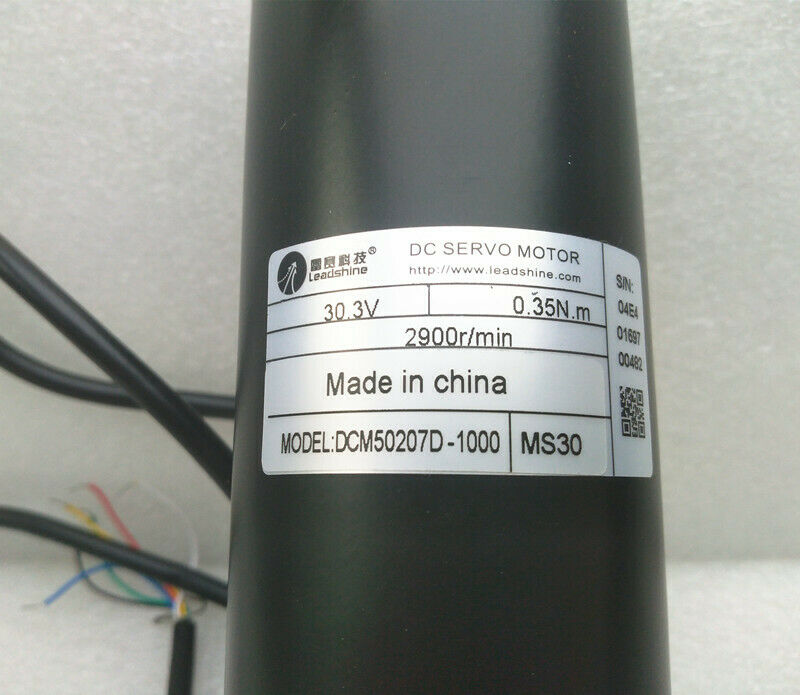 雷赛科技®
Leadshine
DC SERVO MOTOR
http://www.leadshine.com
30.3V
0.35N.m
2900r/min
Made in china
MODEL:DCM50207D-1000
MS30
S/N:
04E4
01697
00482